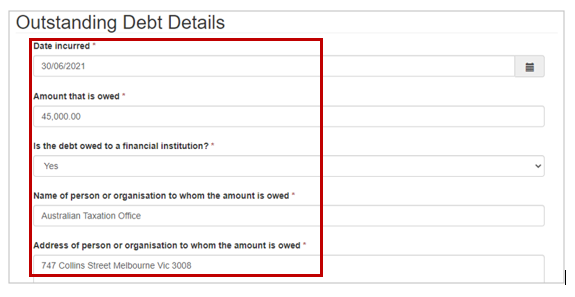 Outstanding Debt Details
Date incurred *
30/06/2021
Amount that is owed *
45,000.00
Is the debt owed to a financial institution? *
Yes
Name of person or organisation to whom the amount is owed *
Australian Taxation Office
Address of person or organisation to whom the amount is owed *
747 Collins Street Melbourne Vic 3008